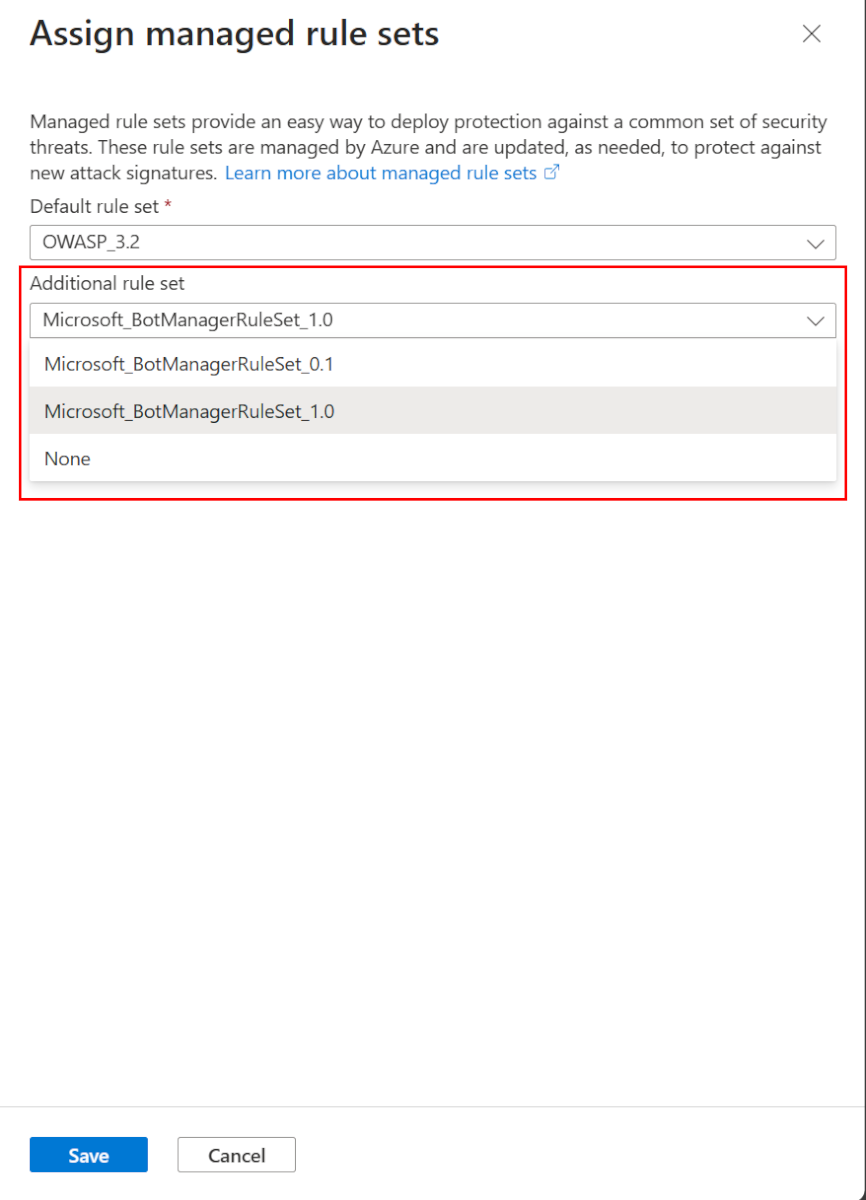 Assign managed rule sets
Managed rule sets provide an easy way to deploy protection against a common set of security
threats. These rule sets are managed by Azure and are updated, as needed, to protect against
new attack signatures. Learn more about managed rule sets
Default rule set *
OWASP_3.2
Additional rule set
Microsoft_BotManagerRuleSet_1.0
Microsoft_BotManagerRuleSet_0.1
Microsoft_BotManagerRuleSet_1.0
None
Save Cancel